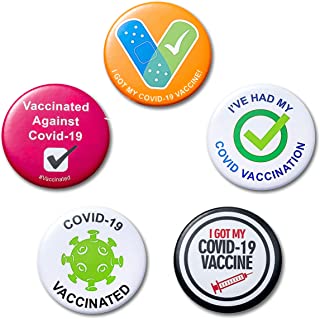 I GOT MY COVID-19 VACCINE!
Vaccinated
Against
Covid-19
#Vaccinated
I'VE HAD MY
COVID VACCINATION
COVID-19
VACCINATED
I GOT MY
COVID-19
VACCINE